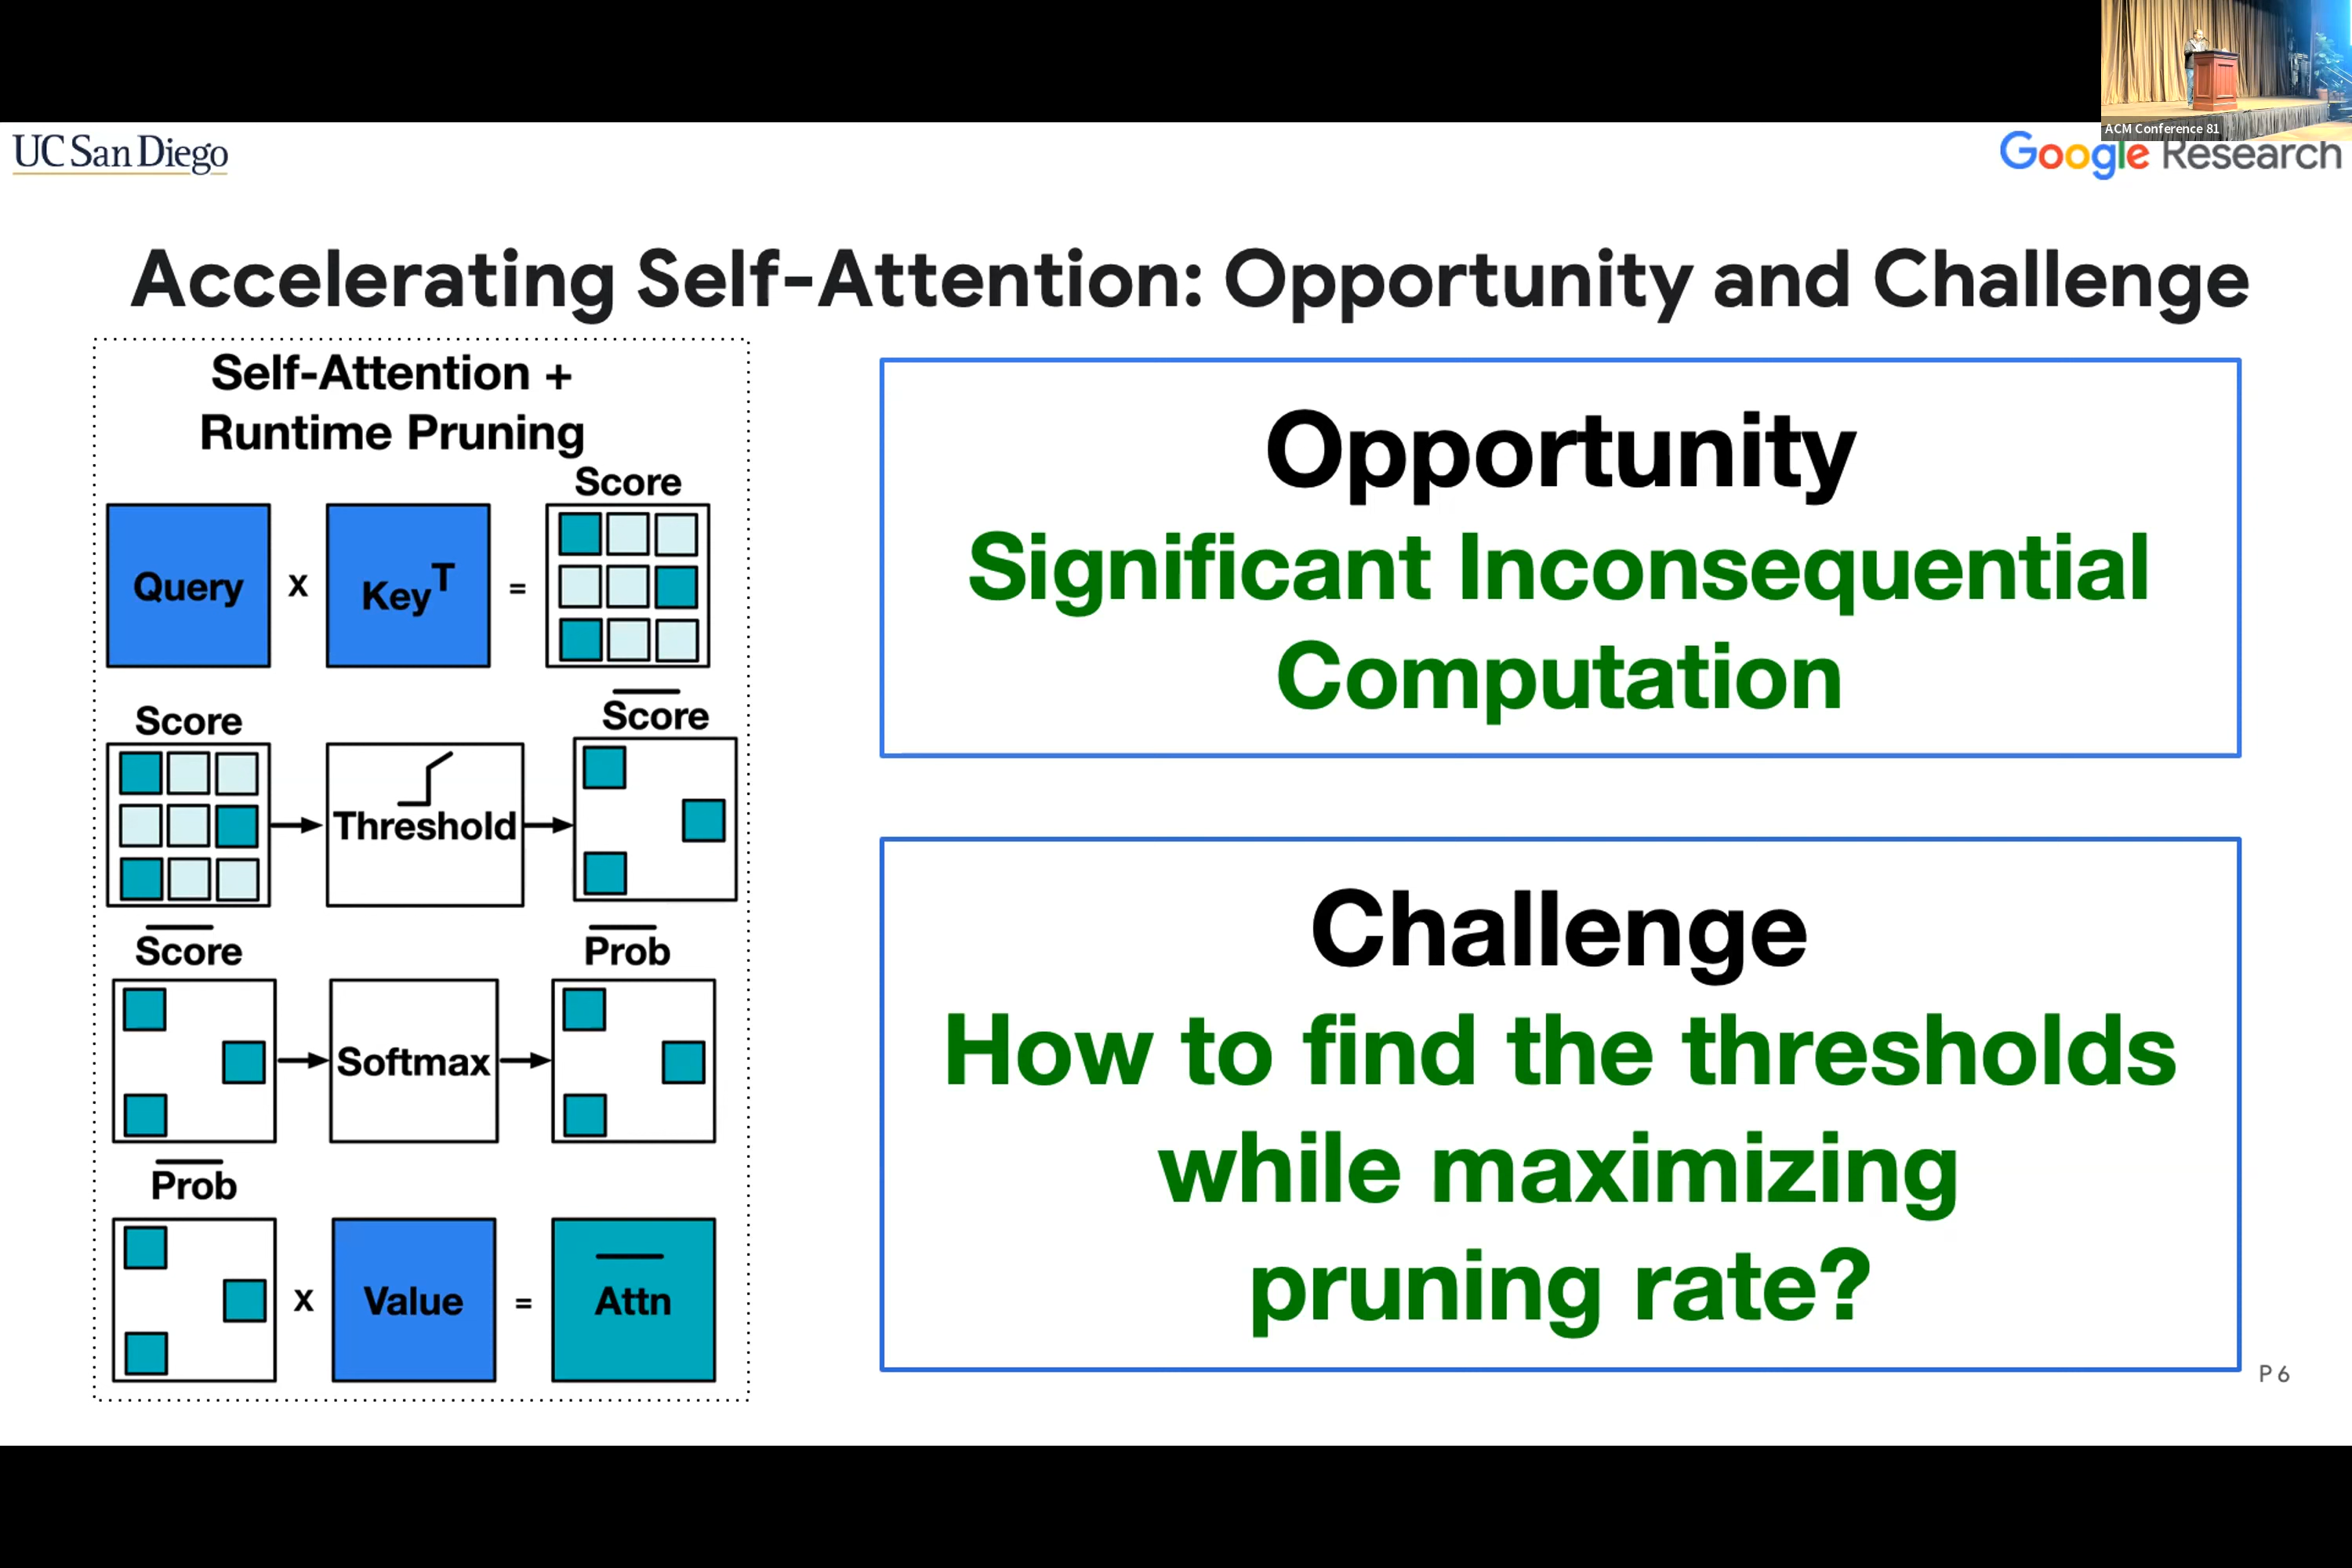 ACM Conference 81
UC San Diego
Google Research
Accelerating Self-Attention: Opportunity and Challenge
Self-Attention +
Runtime Pruning
Score
Query x Key^T =
Score Score
Threshold
Score Prob
Softmax
Prob
x Value = Attn
Opportunity
Significant Inconsequential
Computation
Challenge
How to find the thresholds
while maximizing
pruning rate?
P 6